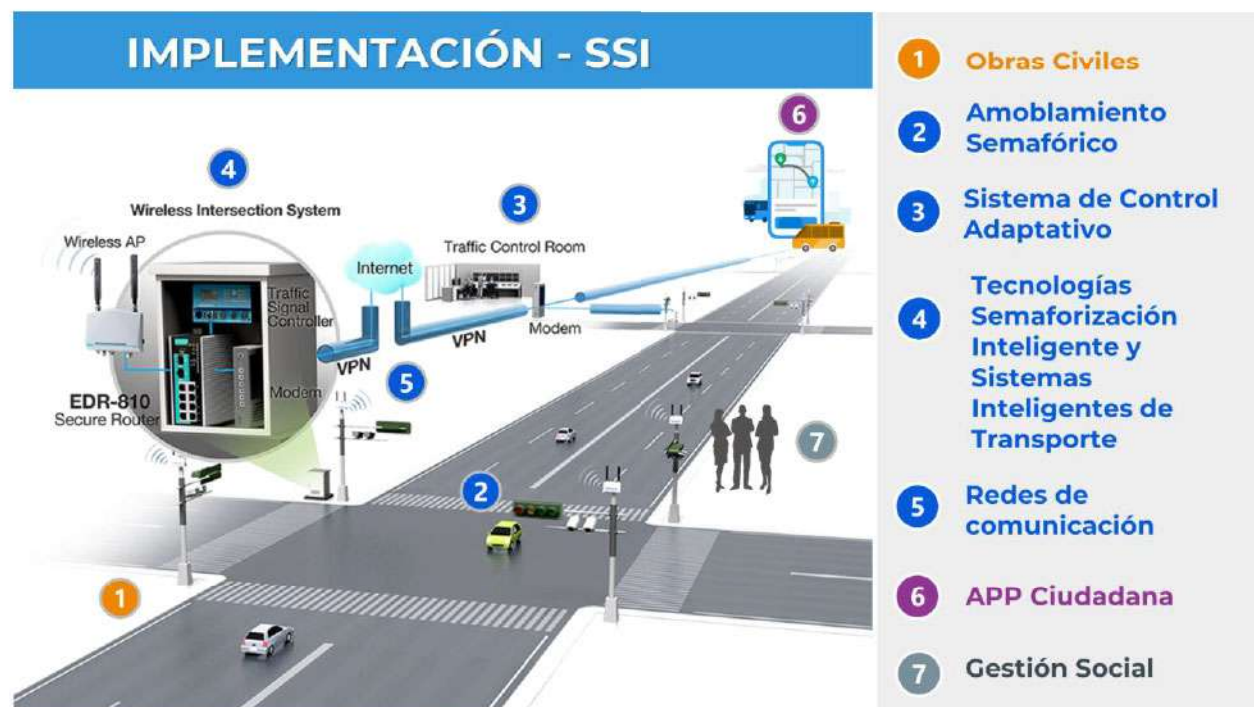 IMPLEMENTACIÓN - SSI
6
4
Wireless Intersection System
3
Wireless AP
Traffic Control Room
Internet
Traffic
Signal
Controller
Modem
VPN
VPN
5
Modem
EDR-810
Secure Router
7
2
1
1 Obras Civiles
2 Amoblamiento
Semafórico
3 Sistema de Control
Adaptativo
4 Tecnologías
Semaforización
Inteligente y
Sistemas
Inteligentes de
Transporte
5 Redes de
comunicación
6 APP Ciudadana
7 Gestión Social